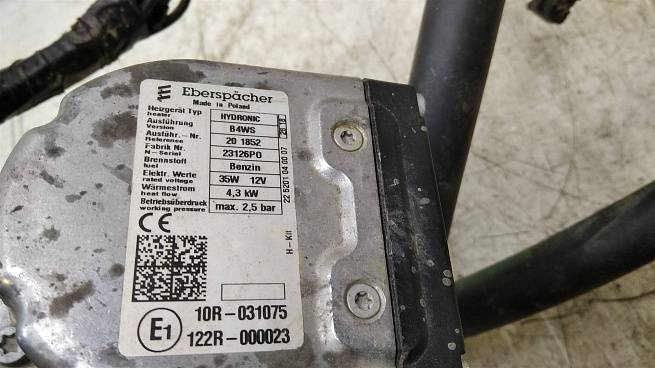 Eberspächer
Made in Poland
Heizgerät Typ
heater
HYDRONIC
Ausführung
Version
B4WS
Ausführ. - Nr.
Reference
20 1852
Fabrik Nr.
N - Serial
23126P0
Brennstoff
fuel
Benzin
Elektr. Werte
rated voltage
35W 12V
Wärmestrom
heat flow
4,3 kW
Betriebsüberdruck
working pressure
max. 2,5 bar
22 5201 04 00 07
H - Kit
CE
E1
10R - 031075
122R - 000023